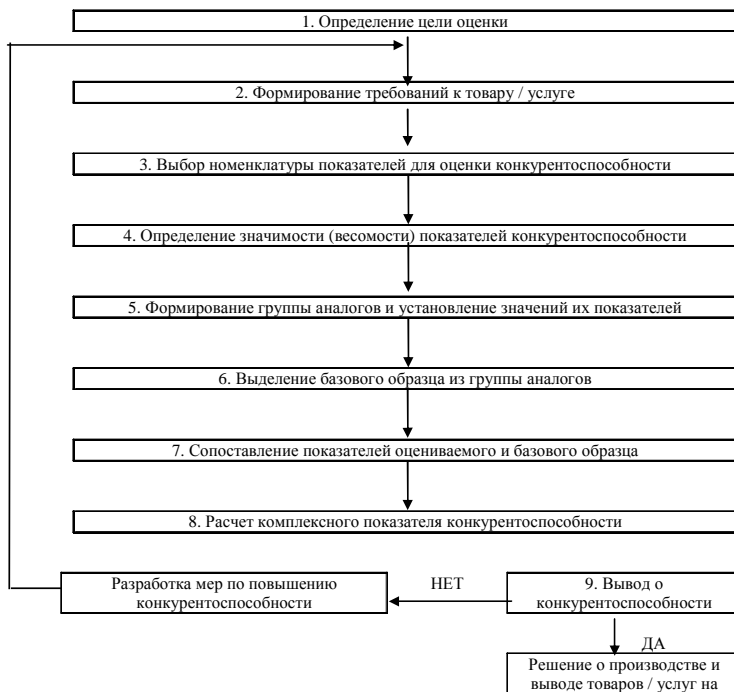 1. Определение цели оценки
2. Формирование требований к товару / услуге
3. Выбор номенклатуры показателей для оценки конкурентоспособности
4. Определение значимости (весомости) показателей конкурентоспособности
5. Формирование группы аналогов и установление значений их показателей
6. Выделение базового образца из группы аналогов
7. Сопоставление показателей оцениваемого и базового образца
8. Расчет комплексного показателя конкурентоспособности
Разработка мер по повышению
конкурентоспособности
НЕТ
9. Вывод о
конкурентоспособности
ДА
Решение о производстве и
выводе товаров / услуг на